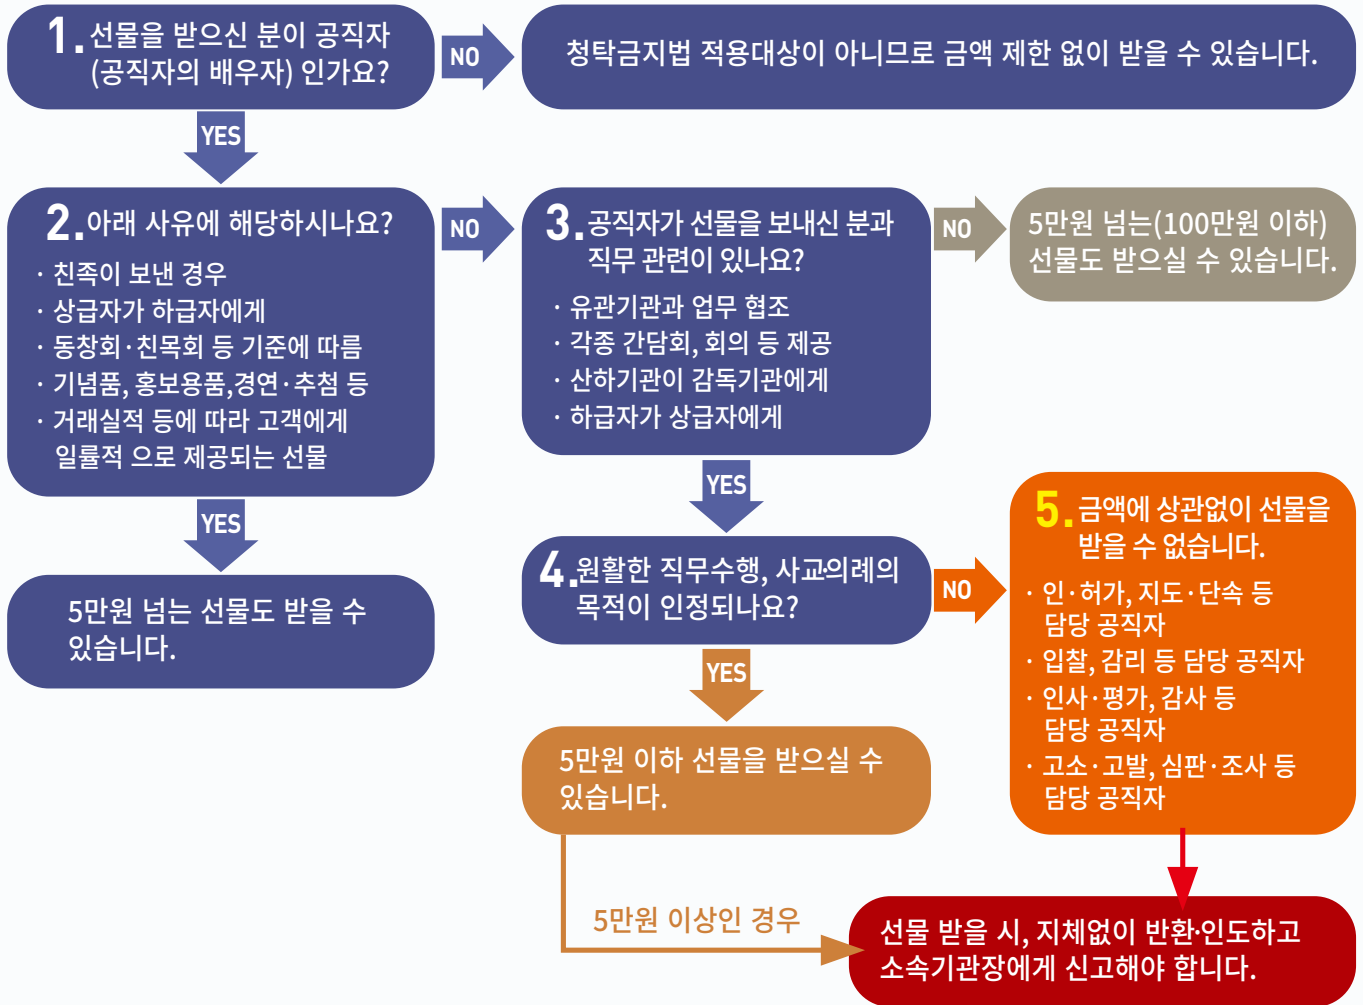 1. 선물을 받으신 분이 공직자
(공직자의 배우자) 인가요?
NO
청탁금지법 적용대상이 아니므로 금액 제한 없이 받을 수 있습니다.
YES
2. 아래 사유에 해당하시나요?
· 친족이 보낸 경우
· 상급자가 하급자에게
· 동창회·친목회 등 기준에 따름
· 기념품, 홍보용품,경연·추첨 등
· 거래실적 등에 따라 고객에게
일률적 으로 제공되는 선물
NO
3. 공직자가 선물을 보내신 분과
직무 관련이 있나요?
· 유관기관과 업무 협조
· 각종 간담회, 회의 등 제공
· 산하기관이 감독기관에게
· 하급자가 상급자에게
NO
5만원 넘는(100만원 이하)
선물도 받으실 수 있습니다.
YES
5만원 넘는 선물도 받을 수
있습니다.
YES
4. 원활한 직무수행, 사교·의례의
목적이 인정되나요?
NO
5. 금액에 상관없이 선물을
받을 수 없습니다.
· 인·허가, 지도·단속 등
담당 공직자
· 입찰, 감리 등 담당 공직자
· 인사·평가, 감사 등
담당 공직자
· 고소·고발, 심판·조사 등
담당 공직자
YES
5만원 이하 선물을 받으실 수
있습니다.
5만원 이상인 경우
선물 받을 시, 지체없이 반환·인도하고
소속기관장에게 신고해야 합니다.